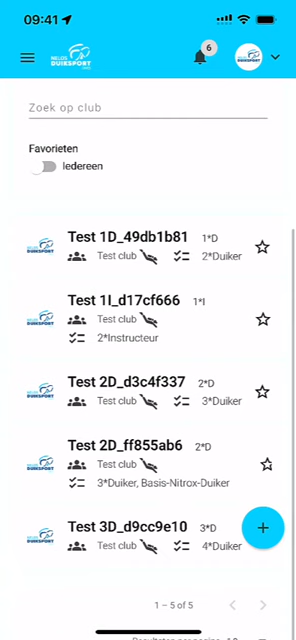 09:41
NELOS
DUIKSPORT
6
Zoek op club
Favorieten
Iedereen
Test 1D_49db1b81 1*D
Test club 2*Duiker
Test 1I_d17cf666 1*I
Test club
2*Instructeur
Test 2D_d3c4f337 2*D
Test club 3*Duiker
Test 2D_ff855ab6 2*D
Test club
3*Duiker, Basis-Nitrox-Duiker
Test 3D_d9cc9e10 3*D
Test club 4*Duiker
+
1 – 5 of 5